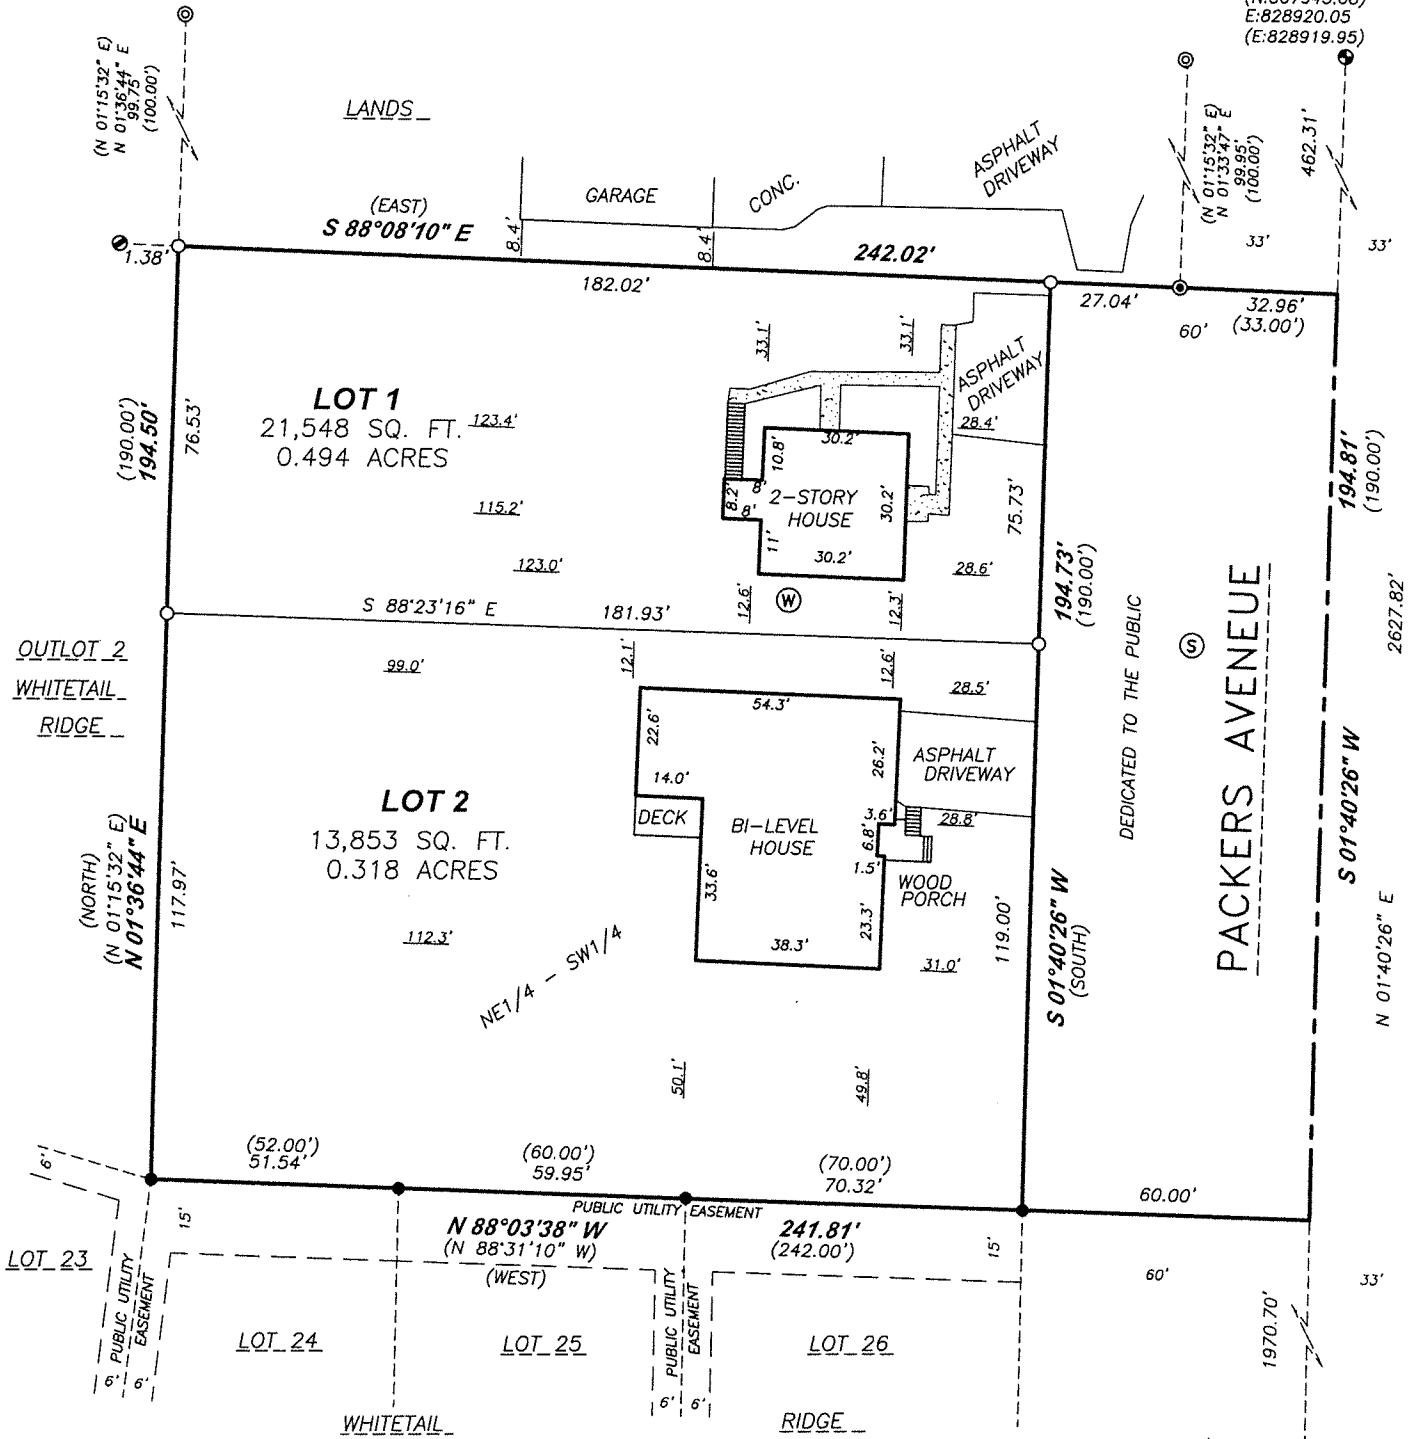 E:828920.05
(E:828919.95)
(N 01°15'32" E)
N 01°36'44" E
99.75'
(100.00')
LANDS
ASPHALT
DRIVEWAY
(N 01°15'32" E)
N 01°33'47" E
99.95'
(100.00')
462.31'
33'
33'
GARAGE
CONC.
(EAST)
S 88°08'10" E
8.4'
8.4'
242.02'
1.38'
182.02'
27.04'
32.96'
(33.00')
60'
33.1'
33.1'
ASPHALT
DRIVEWAY
LOT 1
21,548 SQ. FT.
0.494 ACRES
(190.00')
194.50'
76.53'
123.4'
28.4'
30.2'
10.8'
8'
8.2'
8'
2-STORY
HOUSE
30.2'
11'
30.2'
115.2'
123.0'
28.6'
75.73'
194.73'
(190.00')
194.81'
(190.00')
12.6'
W
12.3'
S 88°23'16" E
181.93'
OUTLOT 2
WHITETAIL
RIDGE
99.0'
12.1'
12.6'
28.5'
54.3'
22.6'
26.2'
ASPHALT
DRIVEWAY
14.0'
DECK
LOT 2
13,853 SQ. FT.
0.318 ACRES
BI-LEVEL
HOUSE
3.6'
6.8'
1.5'
28.8'
WOOD
PORCH
33.6'
23.3'
38.3'
112.3'
31.0'
NE1/4 - SW1/4
(NORTH)
(N 01°15'32" E)
N 01°36'44" E
117.97'
119.00'
S 01°40'26" W
(SOUTH)
DEDICATED TO THE PUBLIC
S
PACKERS AVENEUE
S 01°40'26" W
2627.82'
N 01°40'26" E
50.1'
49.8'
(52.00')
51.54'
(60.00')
59.95'
(70.00')
70.32'
60.00'
6'
15'
PUBLIC UTILITY EASEMENT
N 88°03'38" W
(N 88°31'10" W)
(WEST)
241.81'
(242.00')
15'
60'
33'
1970.70'
LOT 23
PUBLIC UTILITY
EASEMENT
6'
6'
LOT 24
LOT 25
PUBLIC UTILITY
EASEMENT
6'
6'
LOT 26
WHITETAIL
RIDGE